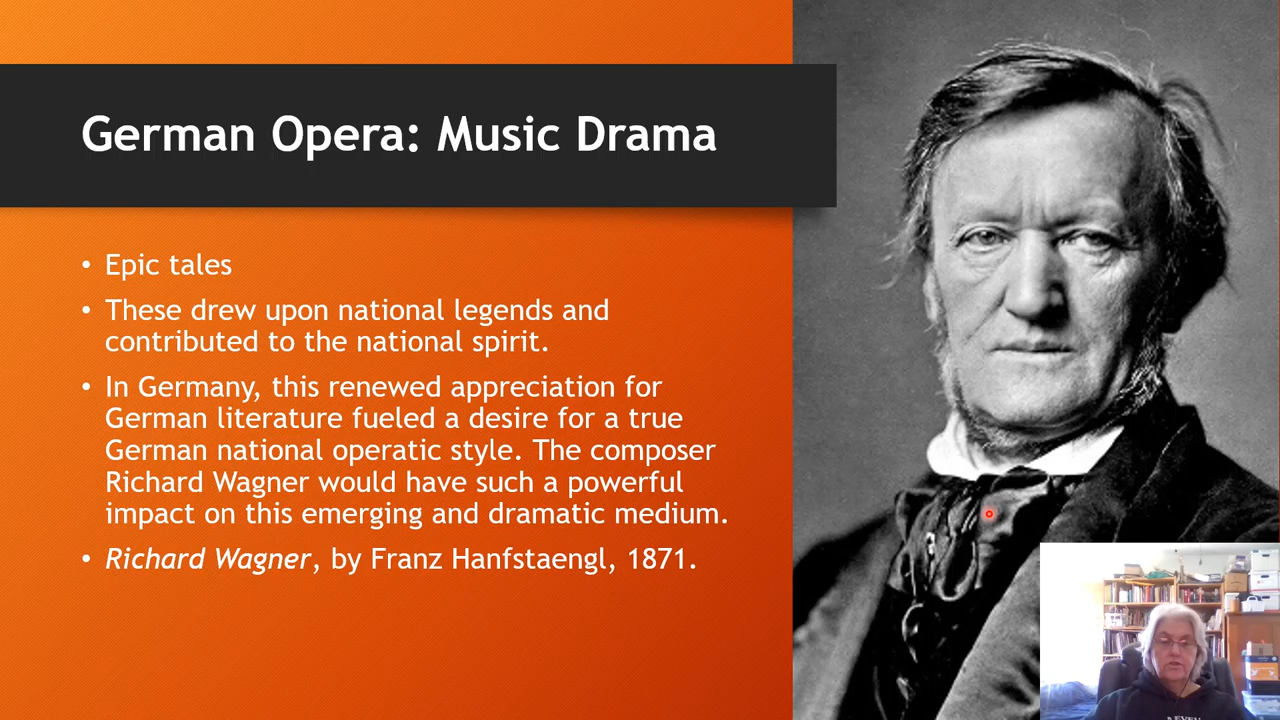 German Opera: Music Drama
• Epic tales
• These drew upon national legends and
contributed to the national spirit.
• In Germany, this renewed appreciation for
German literature fueled a desire for a true
German national operatic style. The composer
Richard Wagner would have such a powerful
impact on this emerging and dramatic medium.
• Richard Wagner, by Franz Hanfstaengl, 1871.